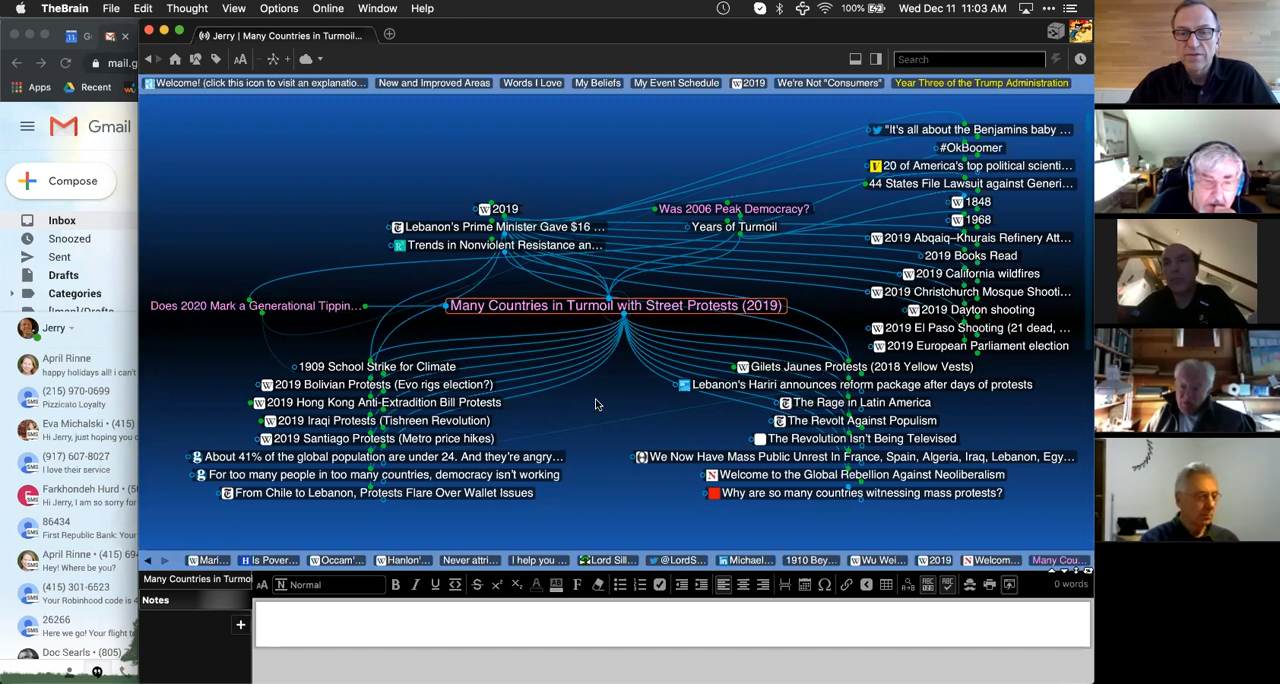 TheBrain File Edit Thought View Options Online Window Help 100% Wed Dec 11 11:03 AM
Jerry | Many Countries in Turmoil...
mail.g
Apps Recent
Search
Welcome! (click this icon to visit an explanatio... New and Improved Areas Words I Love My Beliefs My Event Schedule 2019 We're Not "Consumers" Year Three of the Trump Administration
Gmail
Compose
Inbox
Snoozed
Sent
Drafts
Categories
Jerry
April Rinne
happy holidays all! i can't
(215) 970-0699
Pizzicato Loyalty
Eva Michalski • (415)
Hi Jerry, just hoping you
(917) 607-8027
I love their service
Farkhondeh Hurd • (5
Hi Jerry, I am so sorry for
86434
First Republic Bank: Your
April Rinne • (415) 694
Hey! Where be you?
(415) 301-6523
Your Robinhood code is 4
26266
Here we go! Your flight t
Doc Searls • (805)
"It's all about the Benjamins baby ...
#OkBoomer
20 of America's top political scienti...
44 States File Lawsuit against Generi...
1848
1968
2019 Abqaiq–Khurais Refinery Att...
2019 Books Read
2019 California wildfires
2019 Christchurch Mosque Shooti...
2019 Dayton shooting
2019 El Paso Shooting (21 dead, ...
2019 European Parliament election
2019
Lebanon's Prime Minister Gave $16 ...
Trends in Nonviolent Resistance an...
Was 2006 Peak Democracy?
Years of Turmoil
Does 2020 Mark a Generational Tippin...
Many Countries in Turmoil with Street Protests (2019)
1909 School Strike for Climate
2019 Bolivian Protests (Evo rigs election?)
2019 Hong Kong Anti-Extradition Bill Protests
2019 Iraqi Protests (Tishreen Revolution)
2019 Santiago Protests (Metro price hikes)
About 41% of the global population are under 24. And they're angry...
For too many people in too many countries, democracy isn't working
From Chile to Lebanon, Protests Flare Over Wallet Issues
Gilets Jaunes Protests (2018 Yellow Vests)
Lebanon's Hariri announces reform package after days of protests
The Rage in Latin America
The Revolt Against Populism
The Revolution Isn't Being Televised
We Now Have Mass Public Unrest In France, Spain, Algeria, Iraq, Lebanon, Egy...
Welcome to the Global Rebellion Against Neoliberalism
Why are so many countries witnessing mass protests?
Mari... Is Pover... Occam'... Hanlon'... Never attri... I help you ... Lord Sill... @LordS... Michael... 1910 Bey... Wu Wei... 2019 Welcom... Many Cou...
Many Countries in Turmoi
Normal
0 words
Notes